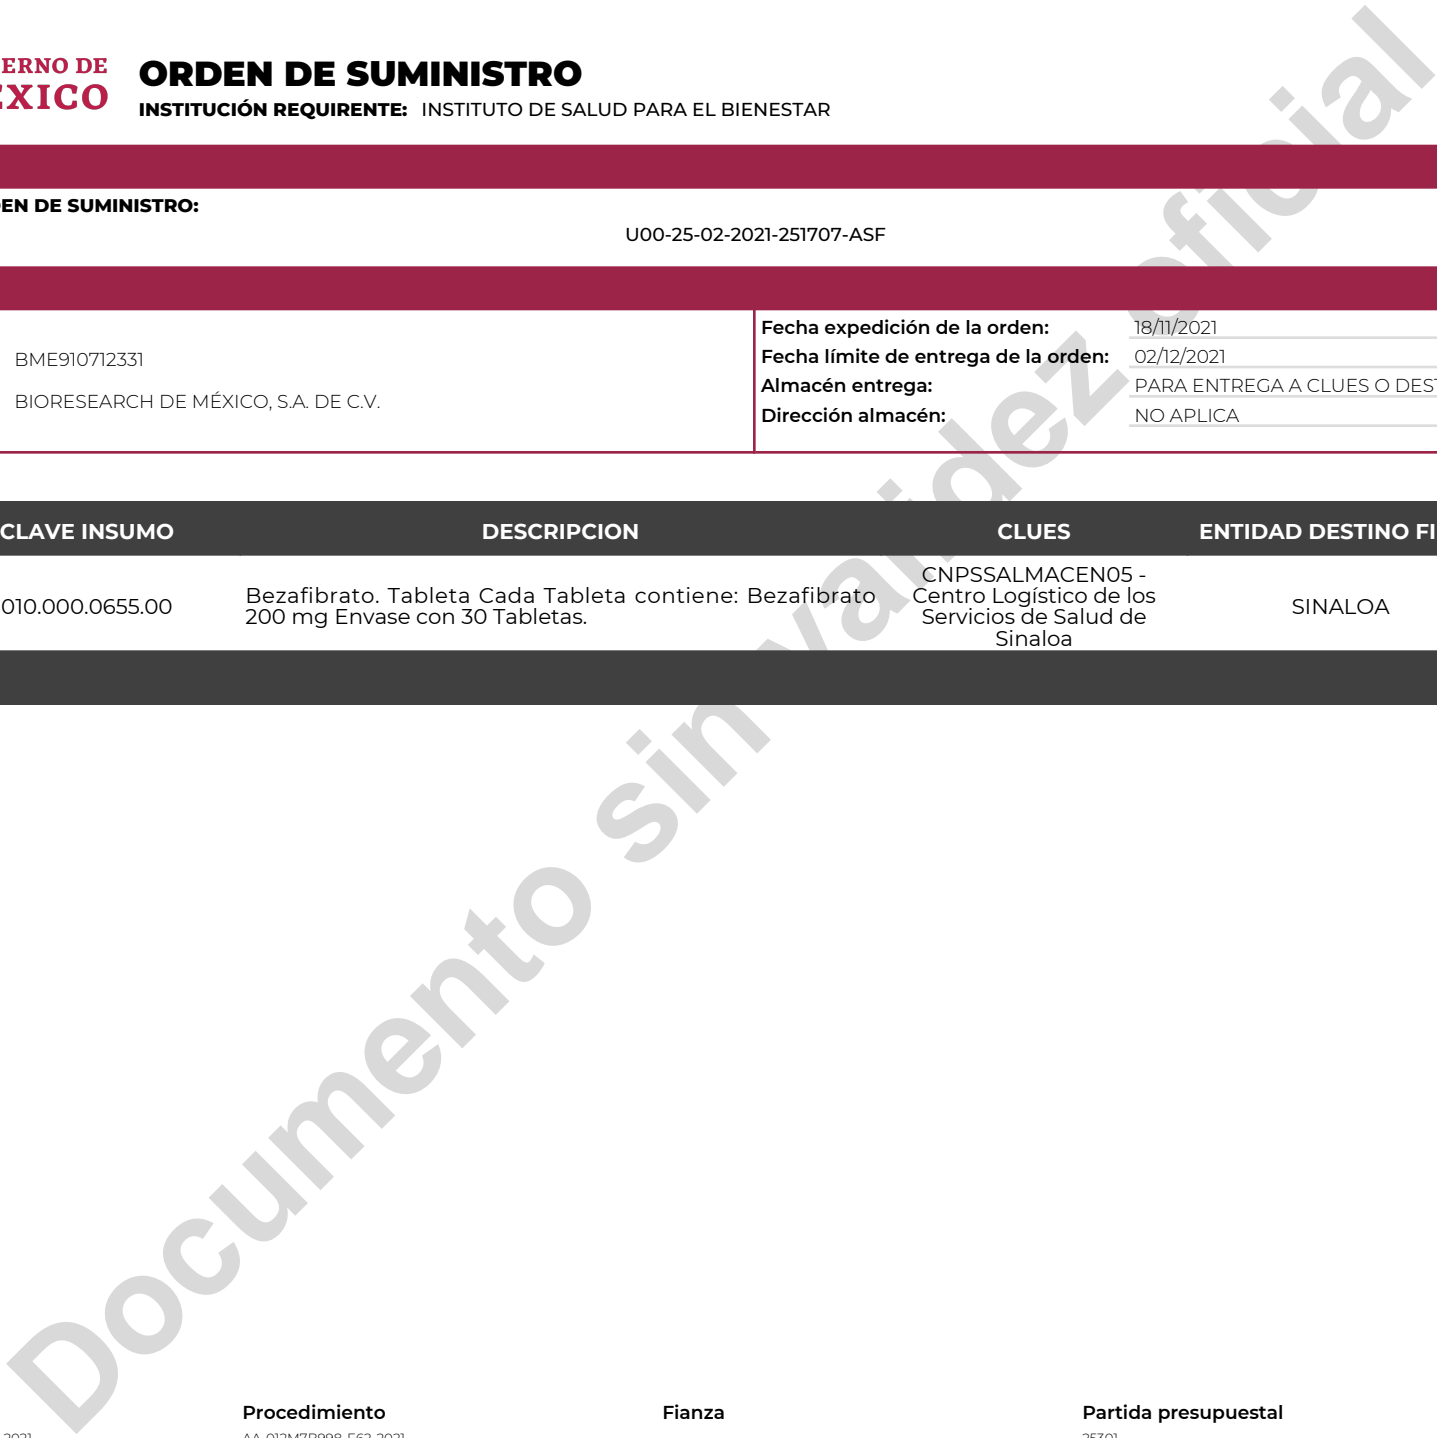 ERNO DE
ÉXICO
ORDEN DE SUMINISTRO
INSTITUCIÓN REQUIRENTE: INSTITUTO DE SALUD PARA EL BIENESTAR
EN DE SUMINISTRO:
U00-25-02-2021-251707-ASF
BME910712331
BIORESEARCH DE MÉXICO, S.A. DE C.V.
Fecha expedición de la orden: 18/11/2021
Fecha límite de entrega de la orden: 02/12/2021
Almacén entrega: PARA ENTREGA A CLUES O DEST
Dirección almacén: NO APLICA
CLAVE INSUMO DESCRIPCION CLUES ENTIDAD DESTINO FI
010.000.0655.00
Bezafibrato. Tableta Cada Tableta contiene: Bezafibrato
200 mg Envase con 30 Tabletas.
CNPSSALMACEN05 -
Centro Logístico de los
Servicios de Salud de
Sinaloa
SINALOA
Documento sin validez oficial
Procedimiento Fianza Partida presupuestal